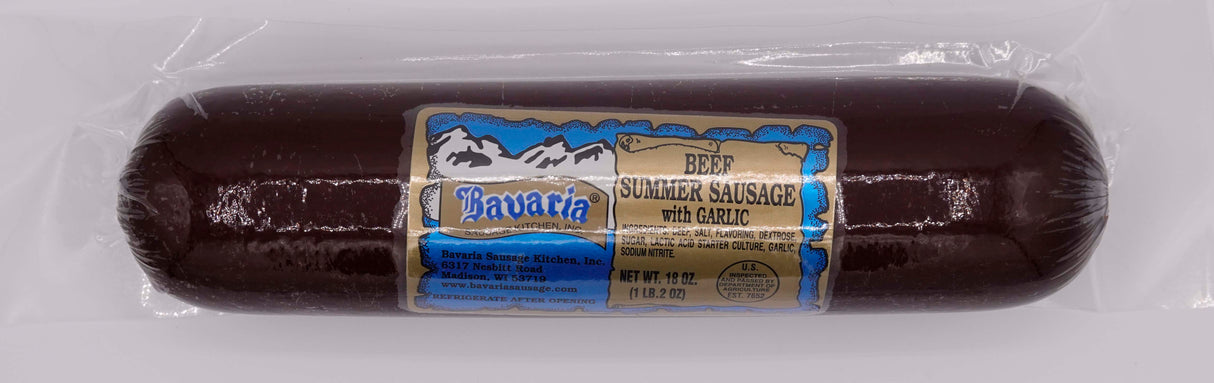 Bavaria®
SAUSAGE KITCHEN, INC.
Bavaria Sausage Kitchen, Inc.
6317 Nesbitt Road
Madison, WI 53719
www.bavariasausage.com
REFRIGERATE AFTER OPENING
BEEF
SUMMER SAUSAGE
with GARLIC
INGREDIENTS: BEEF, SALT, FLAVORING, DEXTROSE
SUGAR, LACTIC ACID STARTER CULTURE, GARLIC,
SODIUM NITRITE.
NET WT. 18 OZ.
(1 LB.2 OZ)
U.S.
INSPECTED
AND PASSED BY
DEPARTMENT OF
AGRICULTURE
EST. 7652